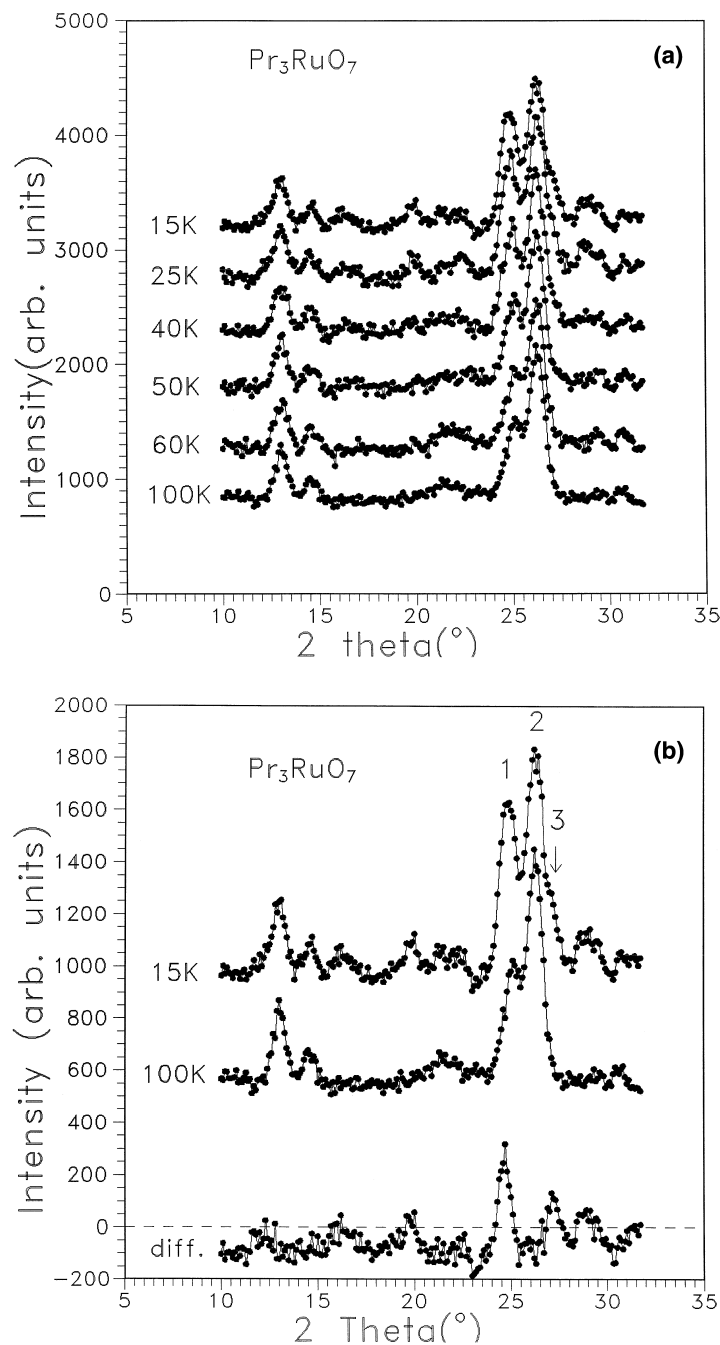 5000
(a)
Pr₃RuO₇
4000
15K
3000
25K
40K
2000
50K
60K
1000
100K
0
5 10 15 20 25 30 35
Intensity(arb. units)
2 theta(°)
2000
2
(b)
1800
Pr₃RuO₇
1
1600
3
1400
1200
1000
15K
800
600
100K
400
200
0
diff.
−200
5 10 15 20 25 30 35
Intensity (arb. units)
2 Theta(°)